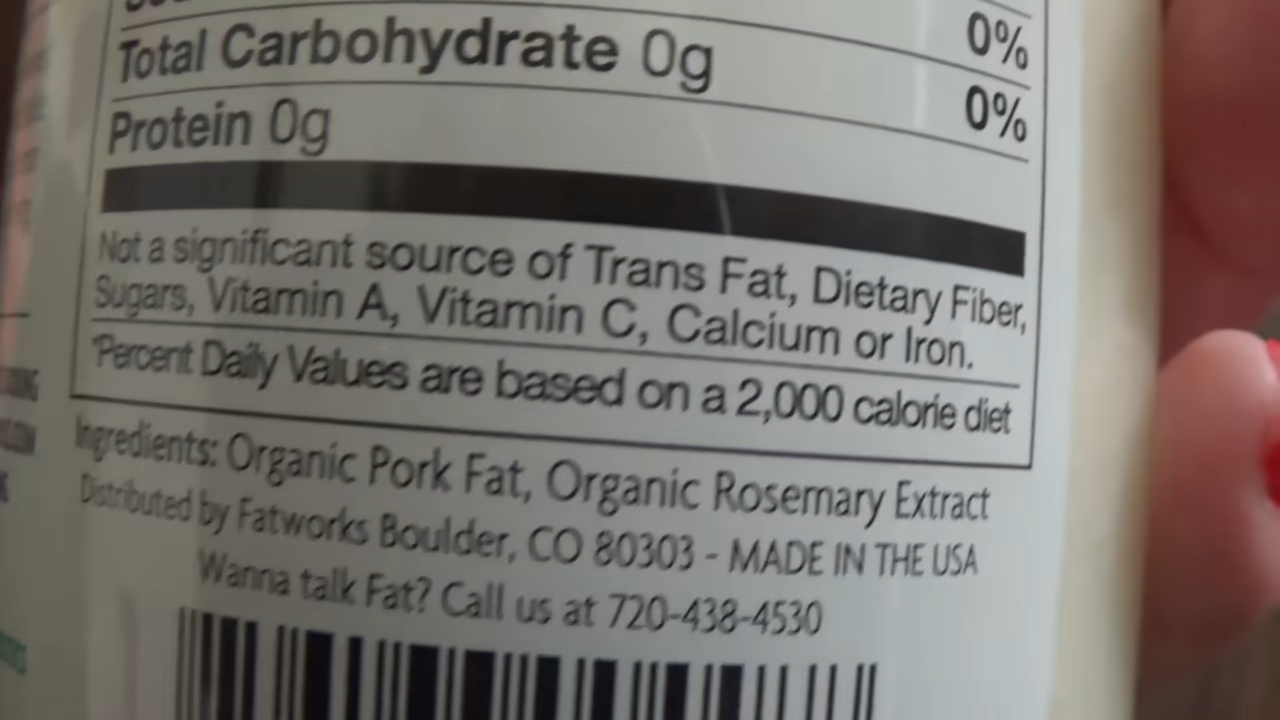 0%
Total Carbohydrate 0g 0%
Protein 0g
Not a significant source of Trans Fat, Dietary Fiber,
Sugars, Vitamin A, Vitamin C, Calcium or Iron.
*Percent Daily Values are based on a 2,000 calorie diet
Ingredients: Organic Pork Fat, Organic Rosemary Extract
Distributed by Fatworks Boulder, CO 80303 - MADE IN THE USA
Wanna talk Fat? Call us at 720-438-4530